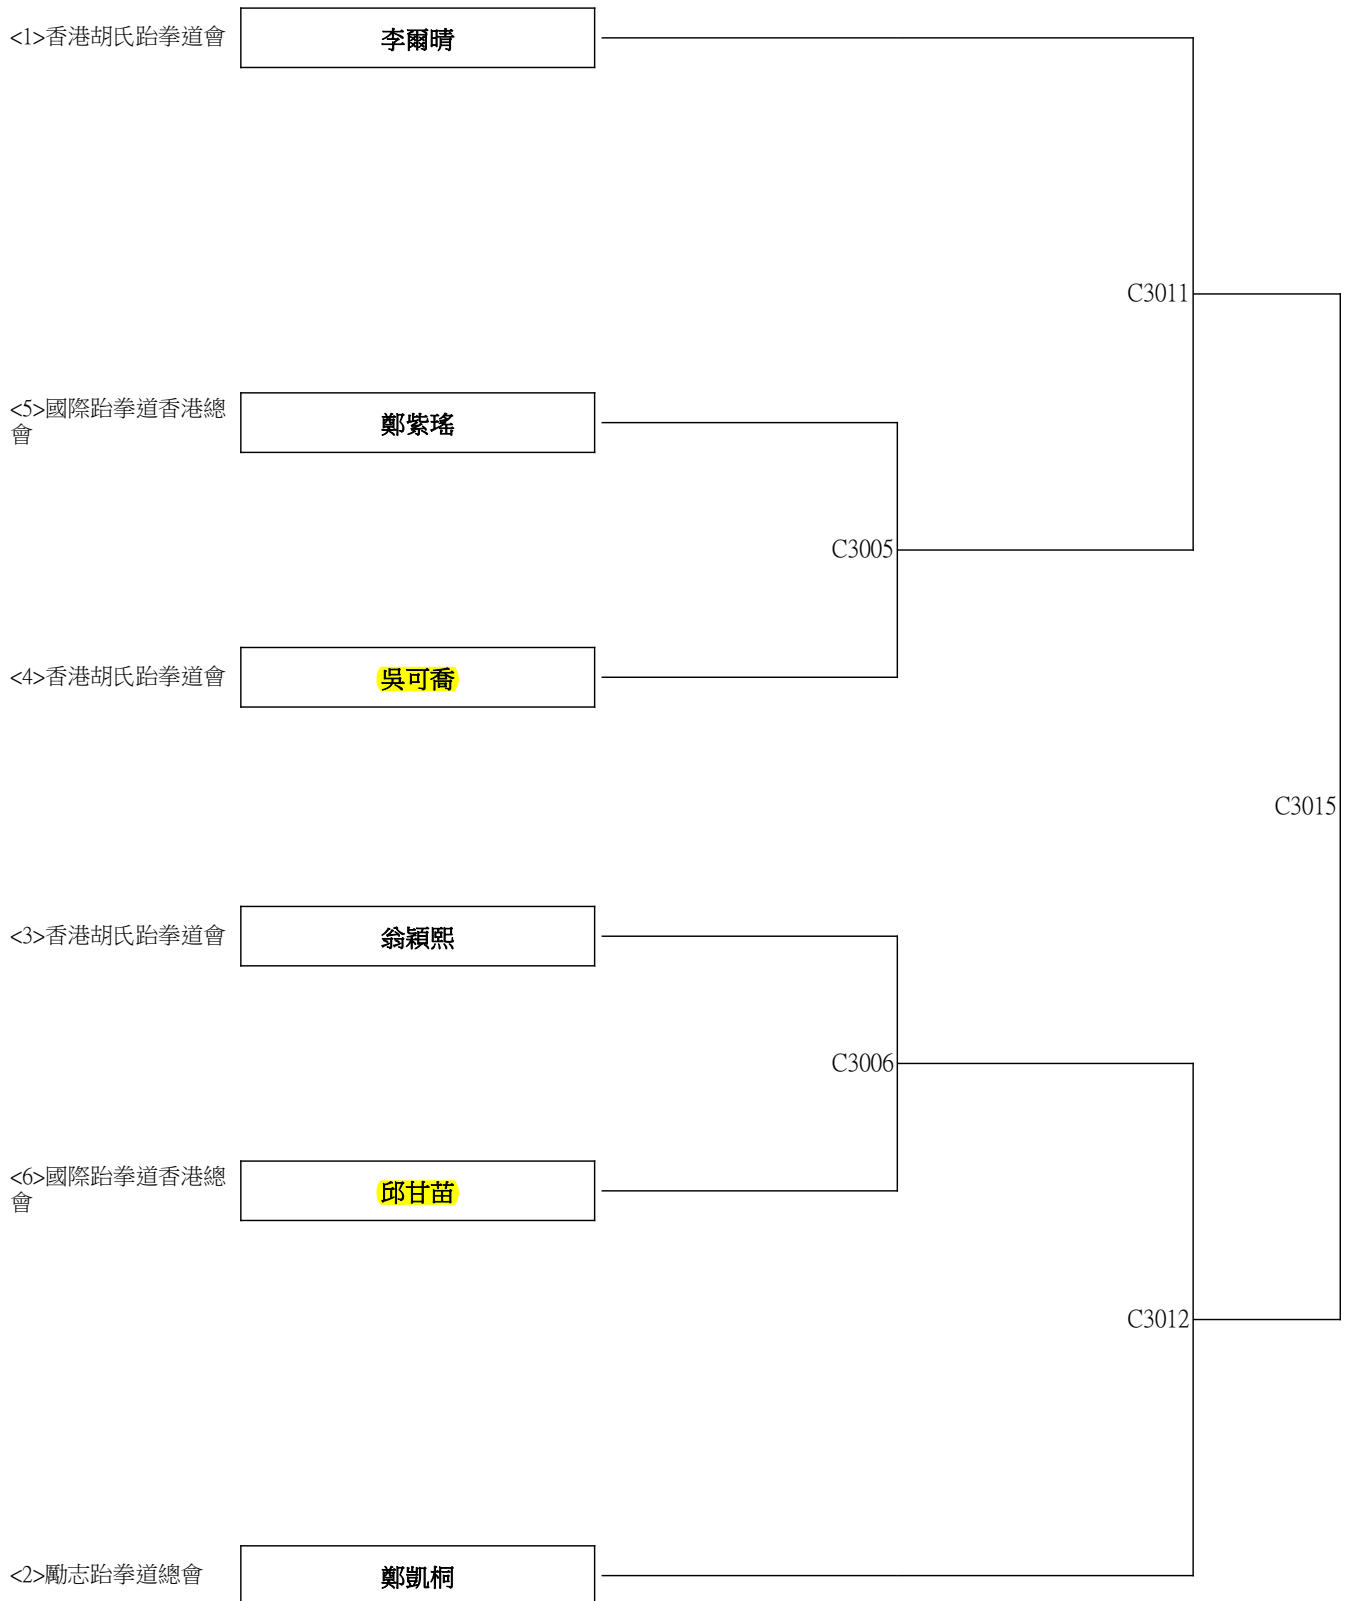 <1>香港胡氏跆拳道會
李爾晴
C3011
<5>國際跆拳道香港總
會
鄭紫瑤
C3005
<4>香港胡氏跆拳道會
吳可喬
C3015
<3>香港胡氏跆拳道會
翁穎熙
C3006
<6>國際跆拳道香港總
會
邱甘苗
C3012
<2>勵志跆拳道總會
鄭凱桐